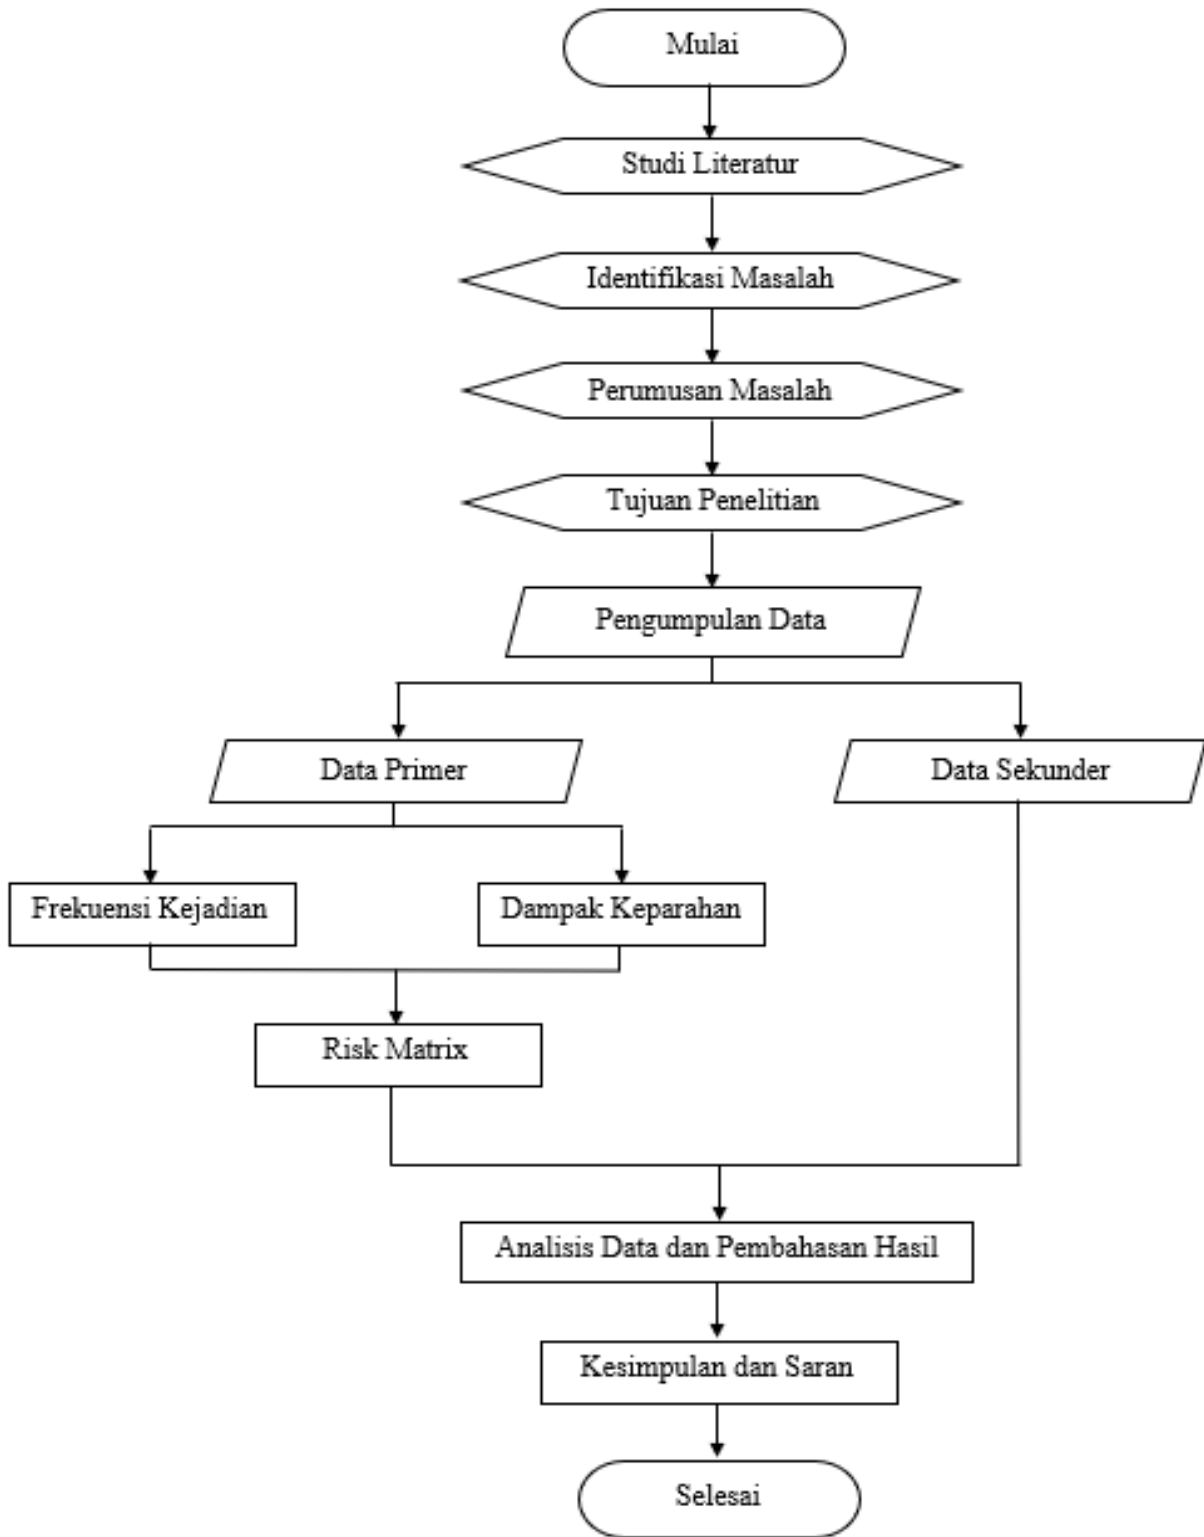 Mulai
Studi Literatur
Identifikasi Masalah
Perumusan Masalah
Tujuan Penelitian
Pengumpulan Data
Data Primer
Data Sekunder
Frekuensi Kejadian
Dampak Keparahan
Risk Matrix
Analisis Data dan Pembahasan Hasil
Kesimpulan dan Saran
Selesai